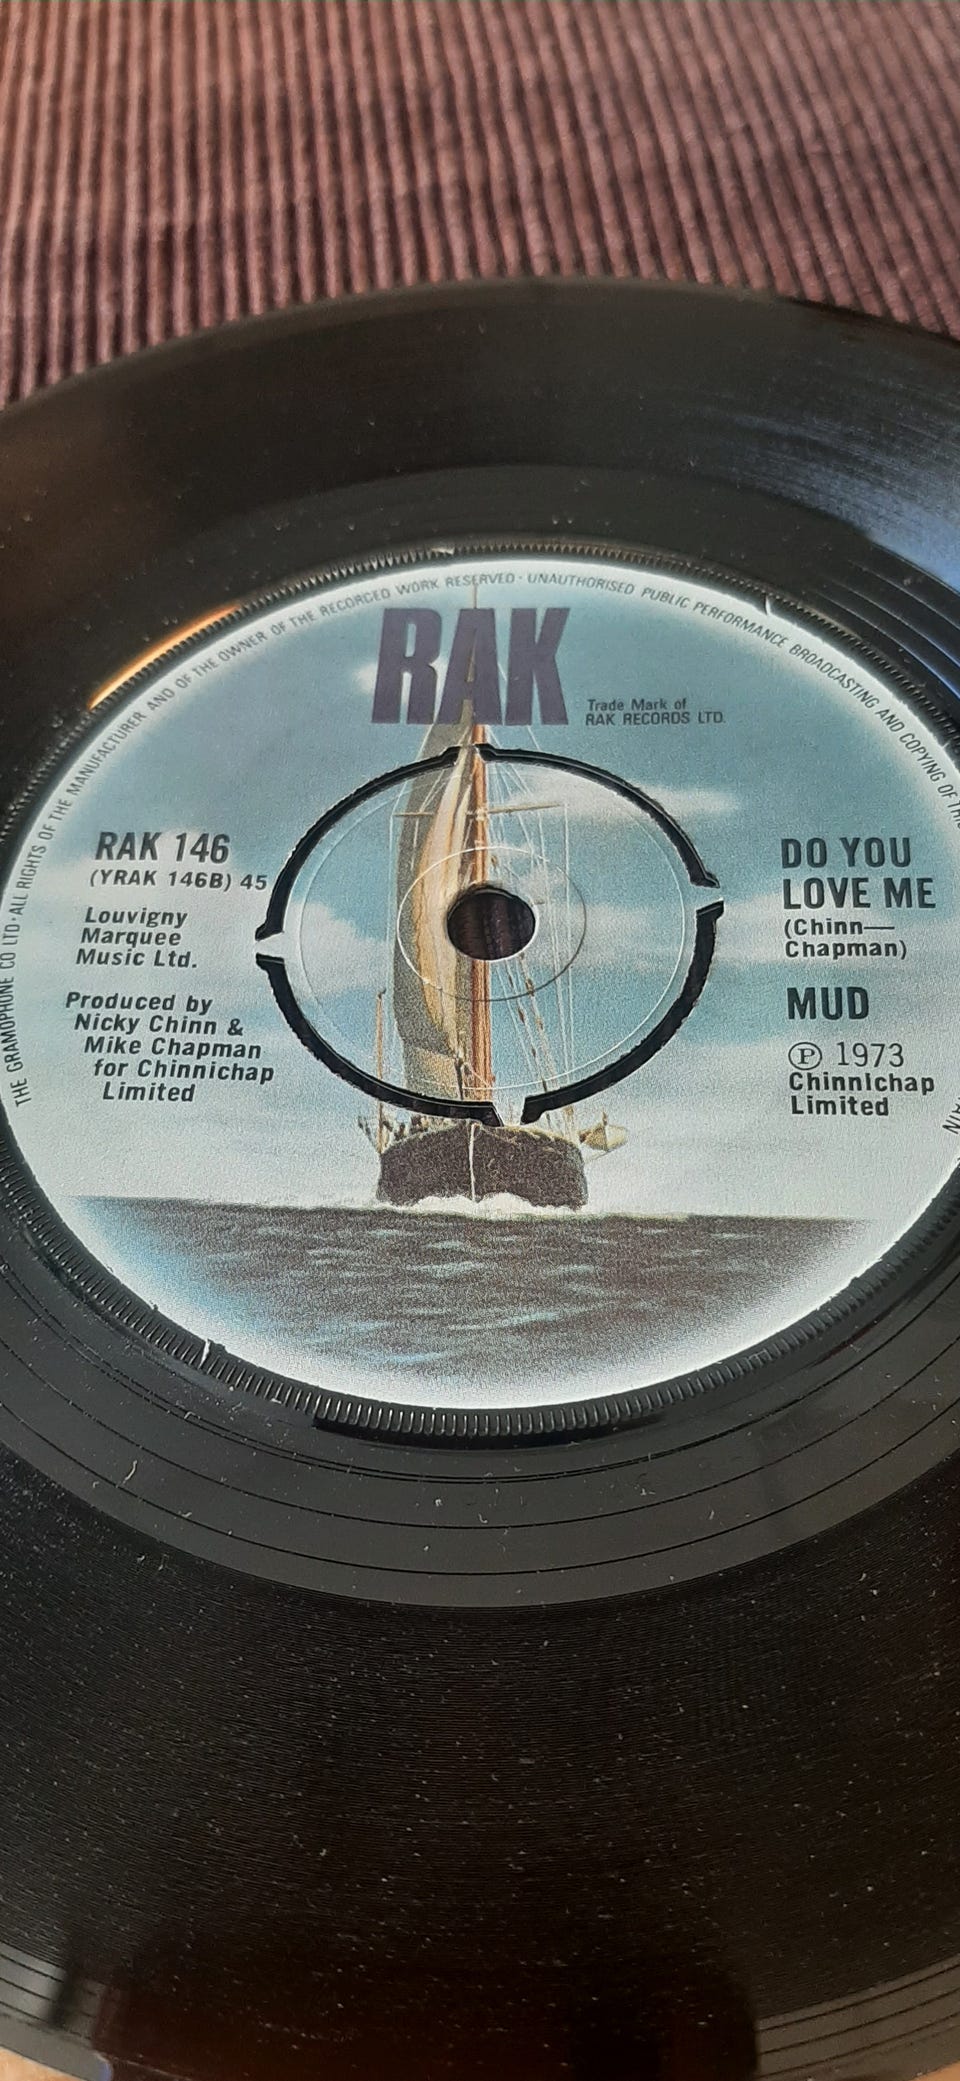 THE GRAMOPHONE CO LTD · ALL RIGHTS OF THE MANUFACTURER AND OF THE OWNER OF THE RECORDED WORK RESERVED · UNAUTHORISED PUBLIC PERFORMANCE BROADCASTING AND COPYING OF
RAK
Trade Mark of
RAK RECORDS LTD.
RAK 146
(YRAK 146B) 45
Louvigny
Marquee
Music Ltd.
Produced by
Nicky Chinn &
Mike Chapman
for Chinnichap
Limited
DO YOU
LOVE ME
(Chinn—
Chapman)
MUD
Ⓟ 1973
Chinnichap
Limited